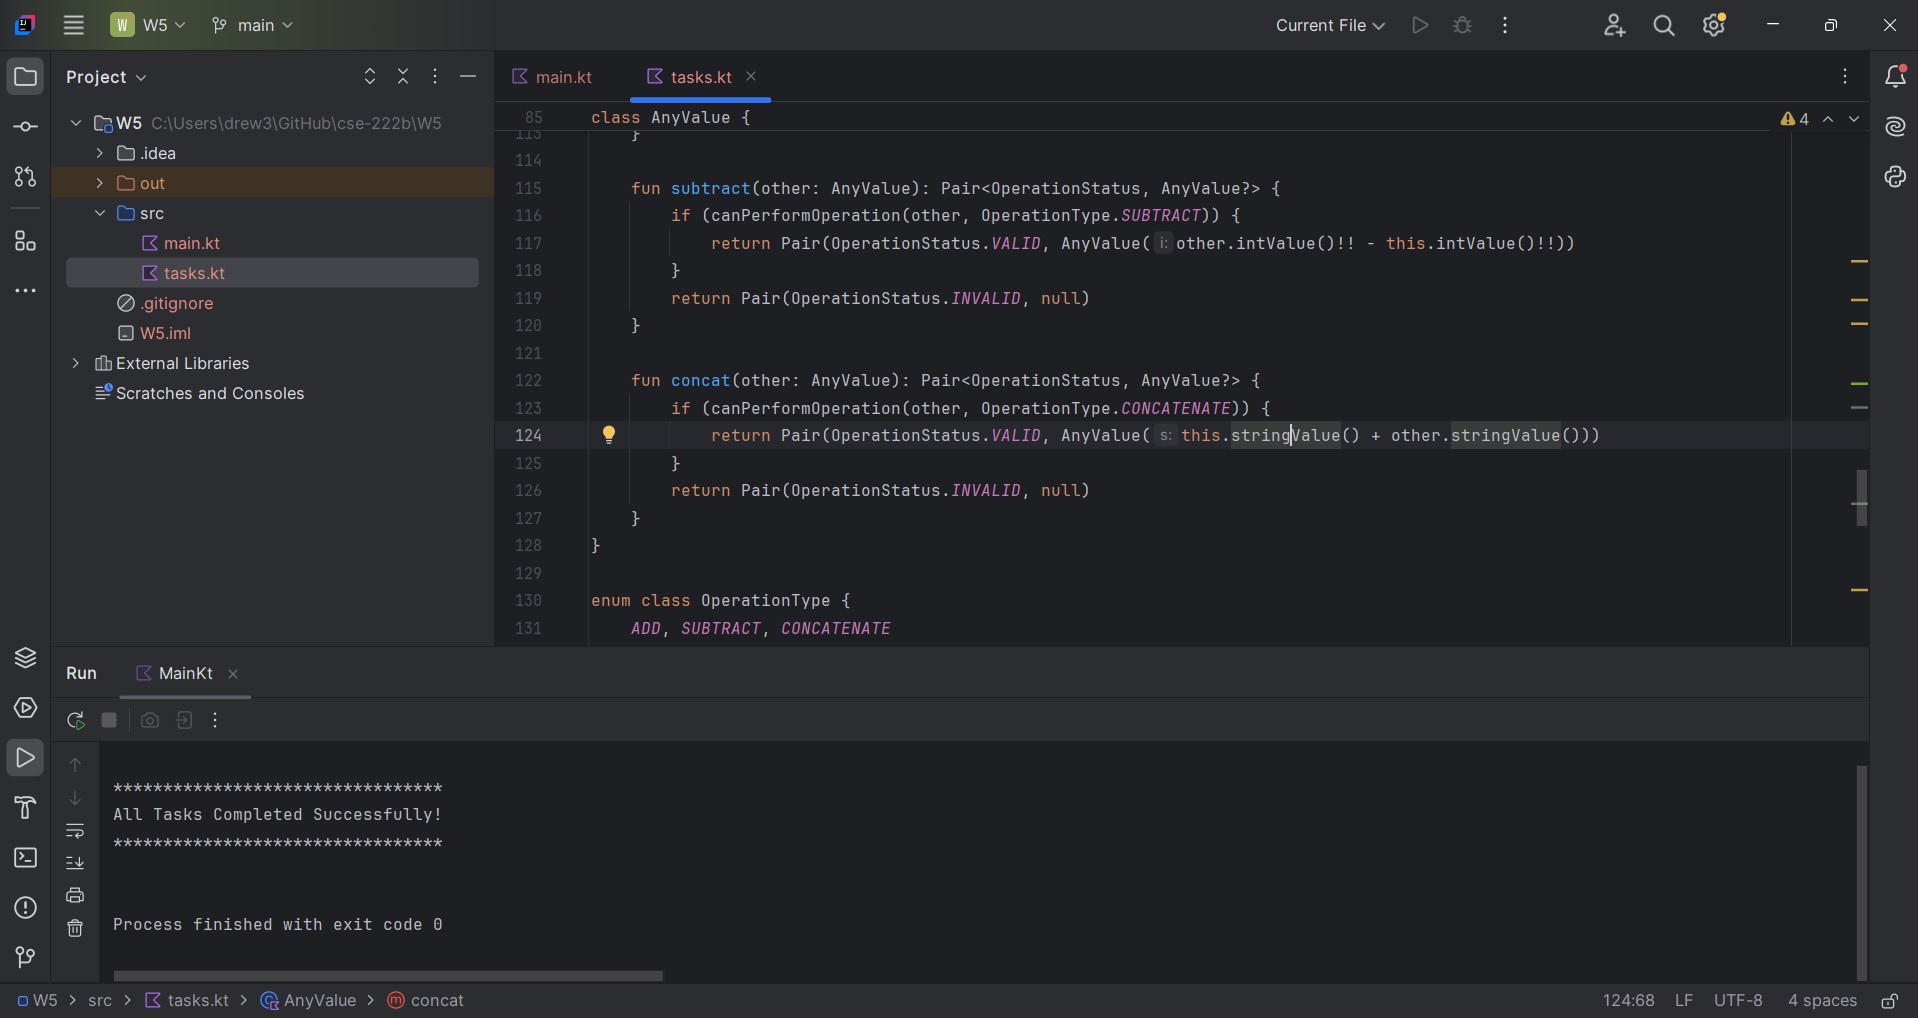 W W5 main Current File
Project
W5 C:\Users\drew3\GitHub\cse-222b\W5
.idea
out
src
main.kt
tasks.kt
.gitignore
W5.iml
External Libraries
Scratches and Consoles
main.kt tasks.kt
85 class AnyValue { 4
113 }
114
115 fun subtract(other: AnyValue): Pair<OperationStatus, AnyValue?> {
116 if (canPerformOperation(other, OperationType.SUBTRACT)) {
117 return Pair(OperationStatus.VALID, AnyValue( i: other.intValue()!! - this.intValue()!!))
118 }
119 return Pair(OperationStatus.INVALID, null)
120 }
121
122 fun concat(other: AnyValue): Pair<OperationStatus, AnyValue?> {
123 if (canPerformOperation(other, OperationType.CONCATENATE)) {
124 return Pair(OperationStatus.VALID, AnyValue( s: this.stringValue() + other.stringValue()))
125 }
126 return Pair(OperationStatus.INVALID, null)
127 }
128 }
129
130 enum class OperationType {
131 ADD, SUBTRACT, CONCATENATE
Run MainKt
*********************************
All Tasks Completed Successfully!
*********************************
Process finished with exit code 0
W5 > src > tasks.kt > AnyValue > concat 124:68 LF UTF-8 4 spaces